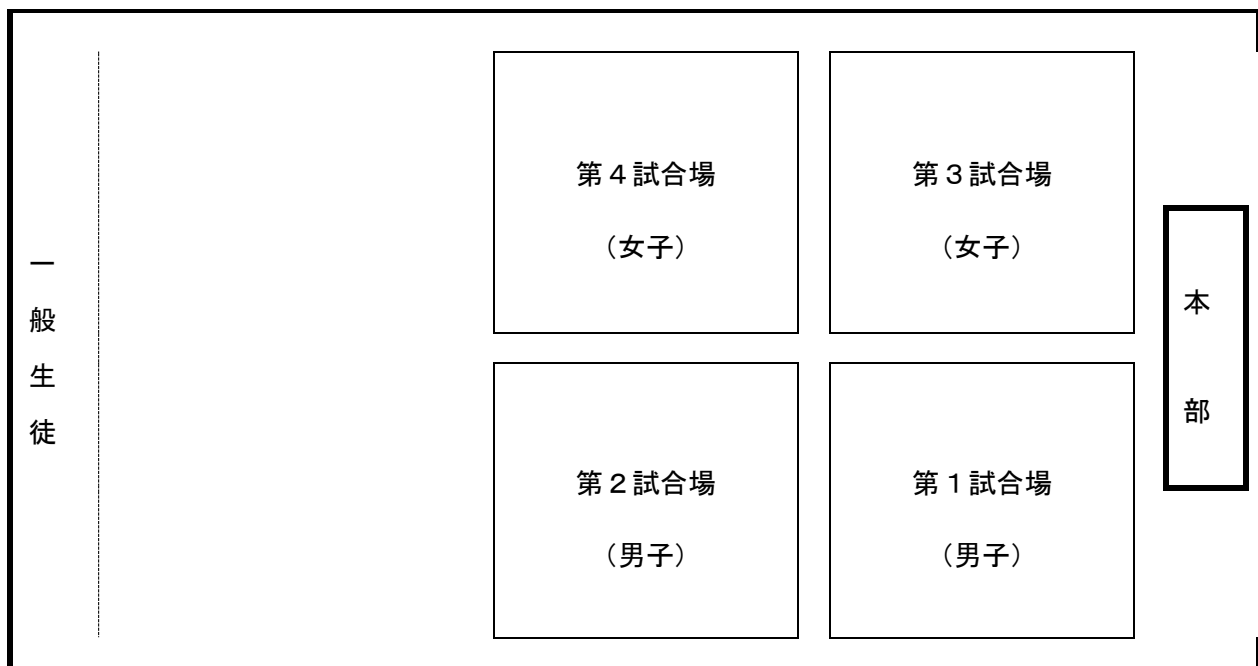 第４試合場
（女子）
第３試合場
（女子）
一般生徒
本部
第２試合場
（男子）
第１試合場
（男子）